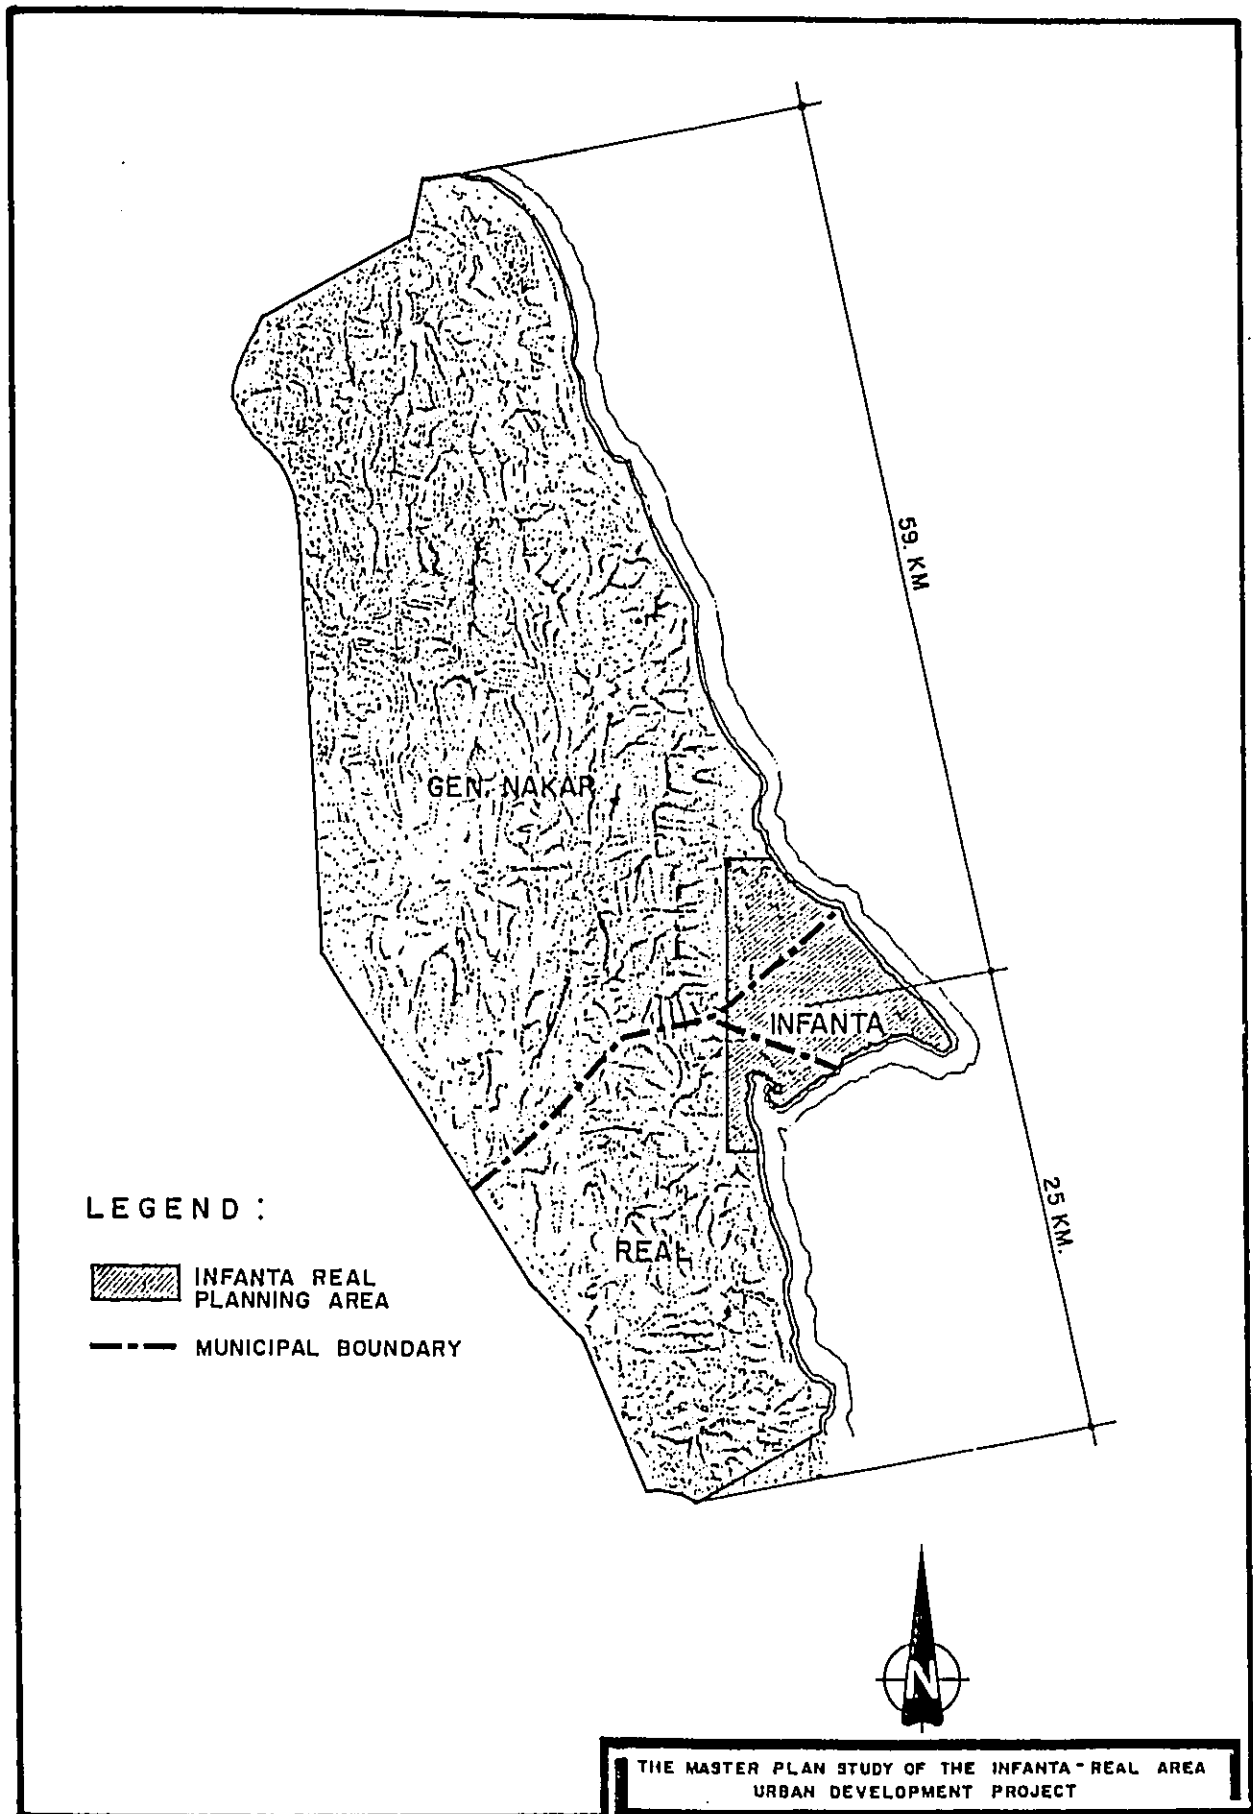 59 KM
GEN. NAKAR
INFANTA
25 KM.
REAL
LEGEND :
INFANTA REAL
PLANNING AREA
MUNICIPAL BOUNDARY
N
THE MASTER PLAN STUDY OF THE INFANTA-REAL AREA
URBAN DEVELOPMENT PROJECT